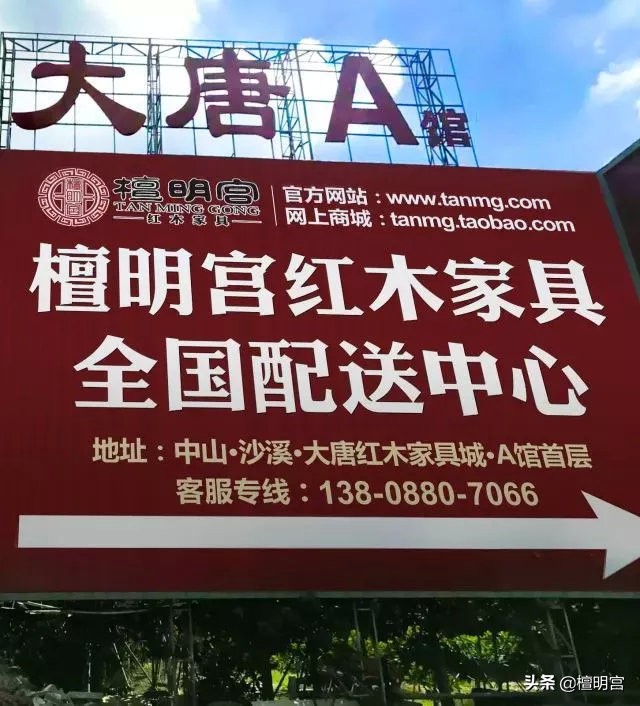 大唐A馆
檀明宫
TAN MING GONG
红木家具
官方网站：www.tanmg.com
网上商城：tanmg.taobao.com
檀明宫红木家具
全国配送中心
地址：中山·沙溪·大唐红木家具城·A馆首层
客服专线：138-0880-7066
头条 @檀明宫